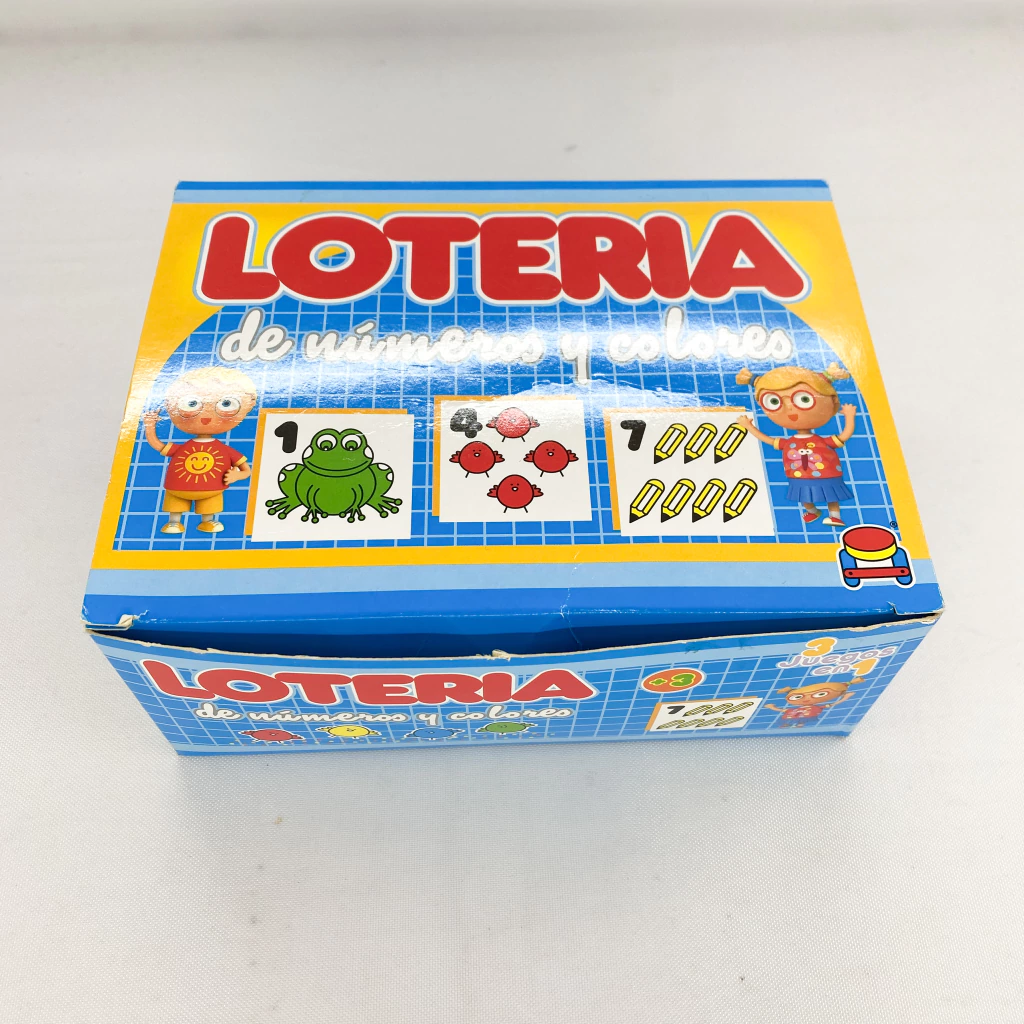 LOTERIA
de números y colores
1
4
7
®
LOTERIA
de números y colores
+3
7
3
Juegos
en 1